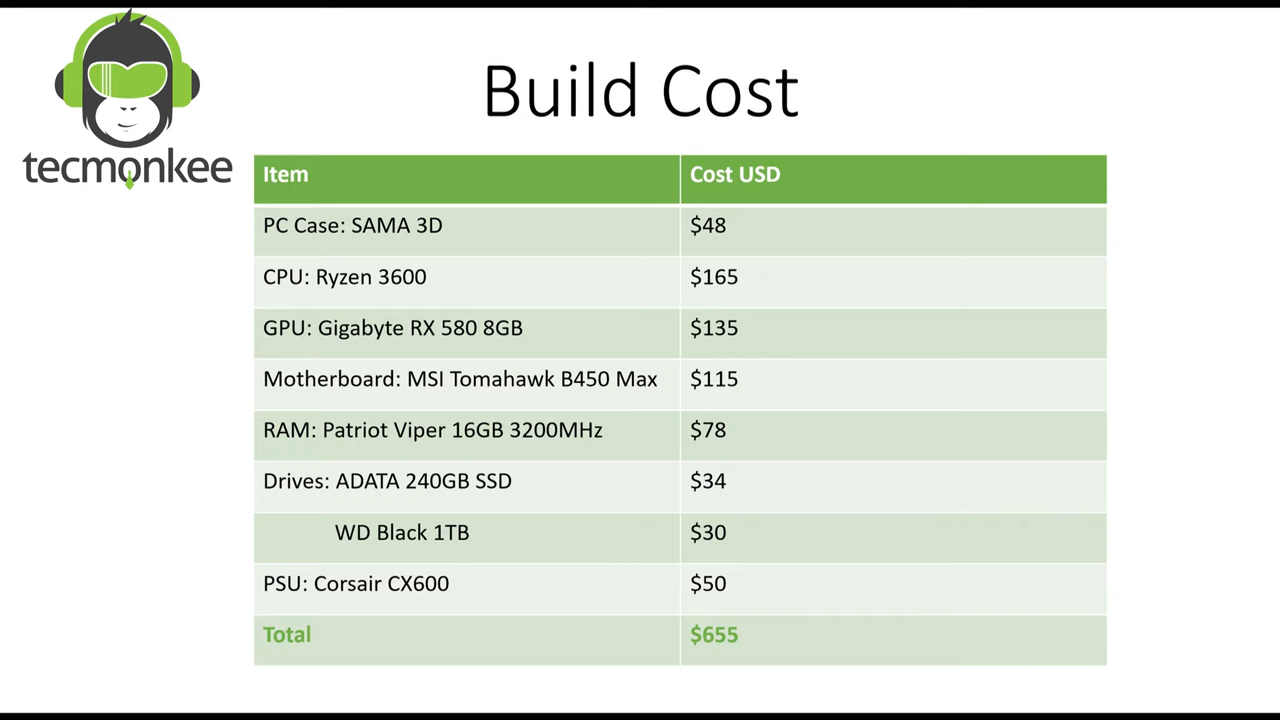 tecmonkee
Build Cost
Item Cost USD
PC Case: SAMA 3D $48
CPU: Ryzen 3600 $165
GPU: Gigabyte RX 580 8GB $135
Motherboard: MSI Tomahawk B450 Max $115
RAM: Patriot Viper 16GB 3200MHz $78
Drives: ADATA 240GB SSD $34
WD Black 1TB $30
PSU: Corsair CX600 $50
Total $655